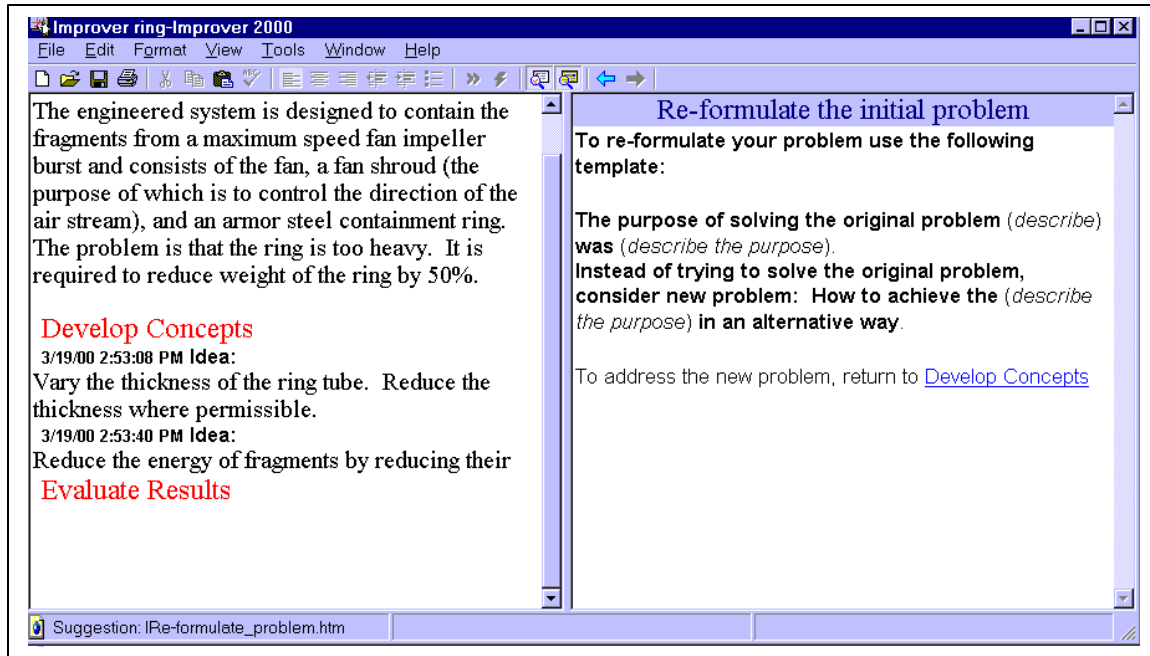 Improver ring-Improver 2000
File Edit Format View Tools Window Help
The engineered system is designed to contain the
fragments from a maximum speed fan impeller
burst and consists of the fan, a fan shroud (the
purpose of which is to control the direction of the
air stream), and an armor steel containment ring.
The problem is that the ring is too heavy. It is
required to reduce weight of the ring by 50%.
Develop Concepts
3/19/00 2:53:08 PM Idea:
Vary the thickness of the ring tube. Reduce the
thickness where permissible.
3/19/00 2:53:40 PM Idea:
Reduce the energy of fragments by reducing their
Evaluate Results
Re-formulate the initial problem
To re-formulate your problem use the following
template:
The purpose of solving the original problem (describe)
was (describe the purpose).
Instead of trying to solve the original problem,
consider new problem: How to achieve the (describe
the purpose) in an alternative way.
To address the new problem, return to Develop Concepts
Suggestion: IRe-formulate_problem.htm